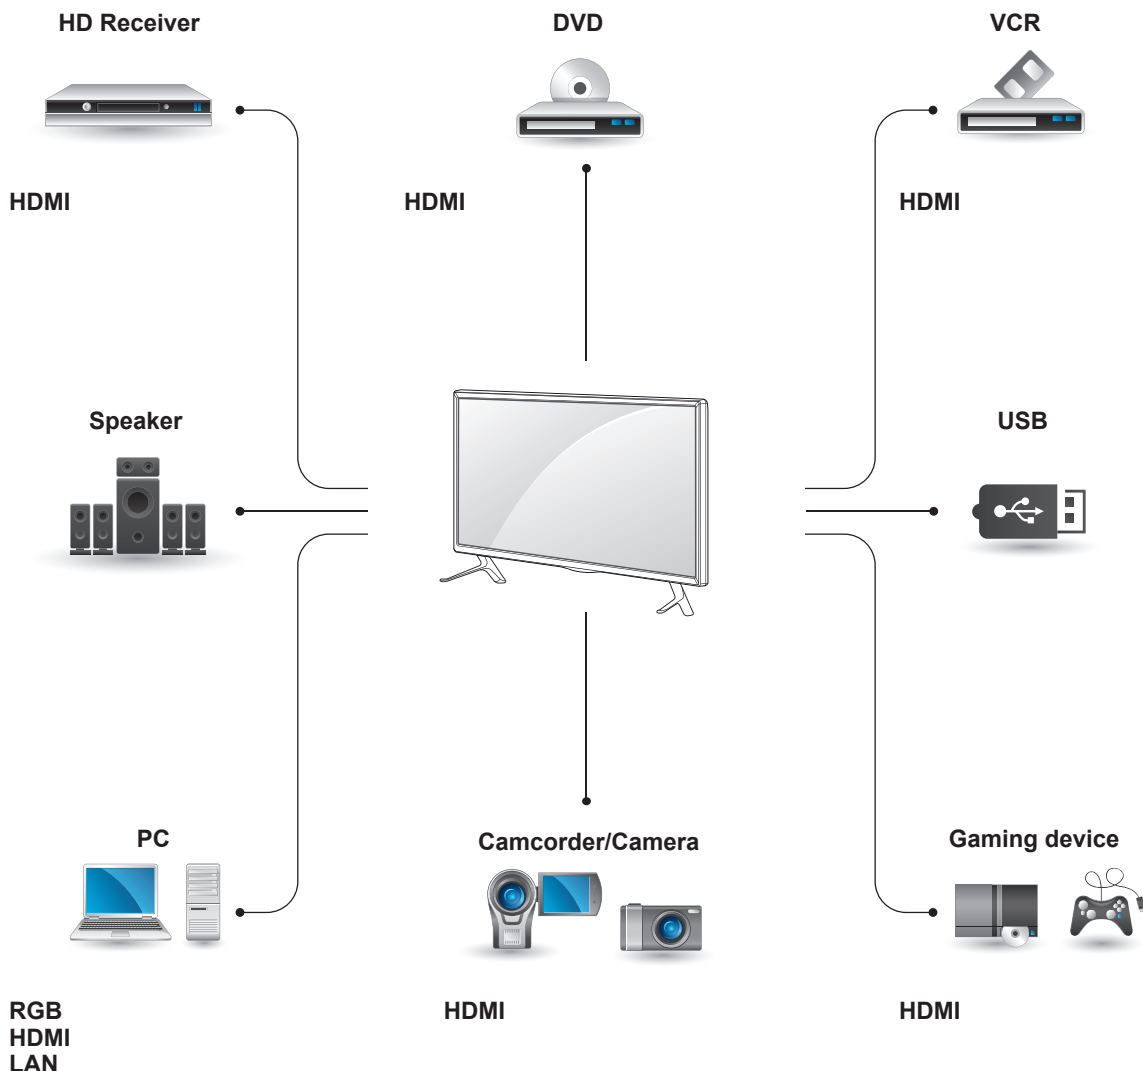 HD Receiver
DVD
VCR
HDMI
HDMI
HDMI
Speaker
USB
PC
Camcorder/Camera
Gaming device
RGB
HDMI
LAN
HDMI
HDMI